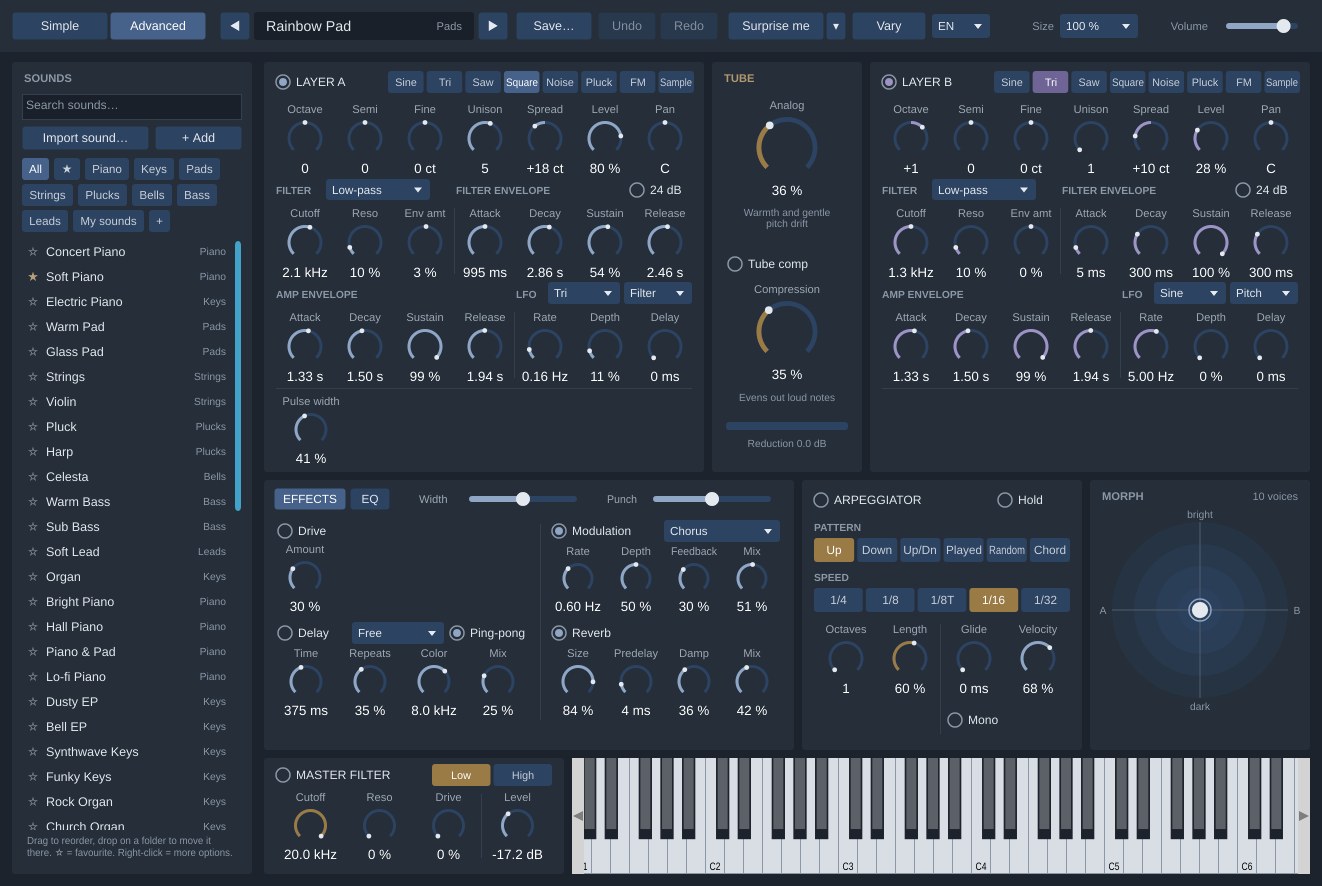 Simple Advanced ◀ Rainbow Pad Pads ▶ Save… Undo Redo Surprise me ▼ Vary EN Size 100 % Volume
SOUNDS
Search sounds…
Import sound… + Add
All ★ Piano Keys Pads
Strings Plucks Bells Bass
Leads My sounds +
☆ Concert Piano Piano
★ Soft Piano Piano
☆ Electric Piano Keys
☆ Warm Pad Pads
☆ Glass Pad Pads
☆ Strings Strings
☆ Violin Strings
☆ Pluck Plucks
☆ Harp Plucks
☆ Celesta Bells
☆ Warm Bass Bass
☆ Sub Bass Bass
☆ Soft Lead Leads
☆ Organ Keys
☆ Bright Piano Piano
☆ Hall Piano Piano
☆ Piano & Pad Piano
☆ Lo-fi Piano Piano
☆ Dusty EP Keys
☆ Bell EP Keys
☆ Synthwave Keys Keys
☆ Funky Keys Keys
☆ Rock Organ Keys
☆ Church Organ Keys
Drag to reorder, drop on a folder to move it
there. ☆ = favourite. Right-click = more options.
LAYER A Sine Tri Saw Square Noise Pluck FM Sample
Octave Semi Fine Unison Spread Level Pan
0 0 0 ct 5 +18 ct 80 % C
FILTER Low-pass FILTER ENVELOPE 24 dB
Cutoff Reso Env amt Attack Decay Sustain Release
2.1 kHz 10 % 3 % 995 ms 2.86 s 54 % 2.46 s
AMP ENVELOPE LFO Tri Filter
Attack Decay Sustain Release Rate Depth Delay
1.33 s 1.50 s 99 % 1.94 s 0.16 Hz 11 % 0 ms
Pulse width
41 %
TUBE
Analog
36 %
Warmth and gentle
pitch drift
Tube comp
Compression
35 %
Evens out loud notes
Reduction 0.0 dB
LAYER B Sine Tri Saw Square Noise Pluck FM Sample
Octave Semi Fine Unison Spread Level Pan
+1 0 0 ct 1 +10 ct 28 % C
FILTER Low-pass FILTER ENVELOPE 24 dB
Cutoff Reso Env amt Attack Decay Sustain Release
1.3 kHz 10 % 0 % 5 ms 300 ms 100 % 300 ms
AMP ENVELOPE LFO Sine Pitch
Attack Decay Sustain Release Rate Depth Delay
1.33 s 1.50 s 99 % 1.94 s 5.00 Hz 0 % 0 ms
EFFECTS EQ Width Punch
Drive
Amount
30 %
Modulation Chorus
Rate Depth Feedback Mix
0.60 Hz 50 % 30 % 51 %
Delay Free Ping-pong
Time Repeats Color Mix
375 ms 35 % 8.0 kHz 25 %
Reverb
Size Predelay Damp Mix
84 % 4 ms 36 % 42 %
ARPEGGIATOR Hold
PATTERN
Up Down Up/Dn Played Random Chord
SPEED
1/4 1/8 1/8T 1/16 1/32
Octaves Length Glide Velocity
1 60 % 0 ms 68 %
Mono
MORPH 10 voices
bright
A B
dark
MASTER FILTER Low High
Cutoff Reso Drive Level
20.0 kHz 0 % 0 % -17.2 dB
◀ ▶
1 C2 C3 C4 C5 C6